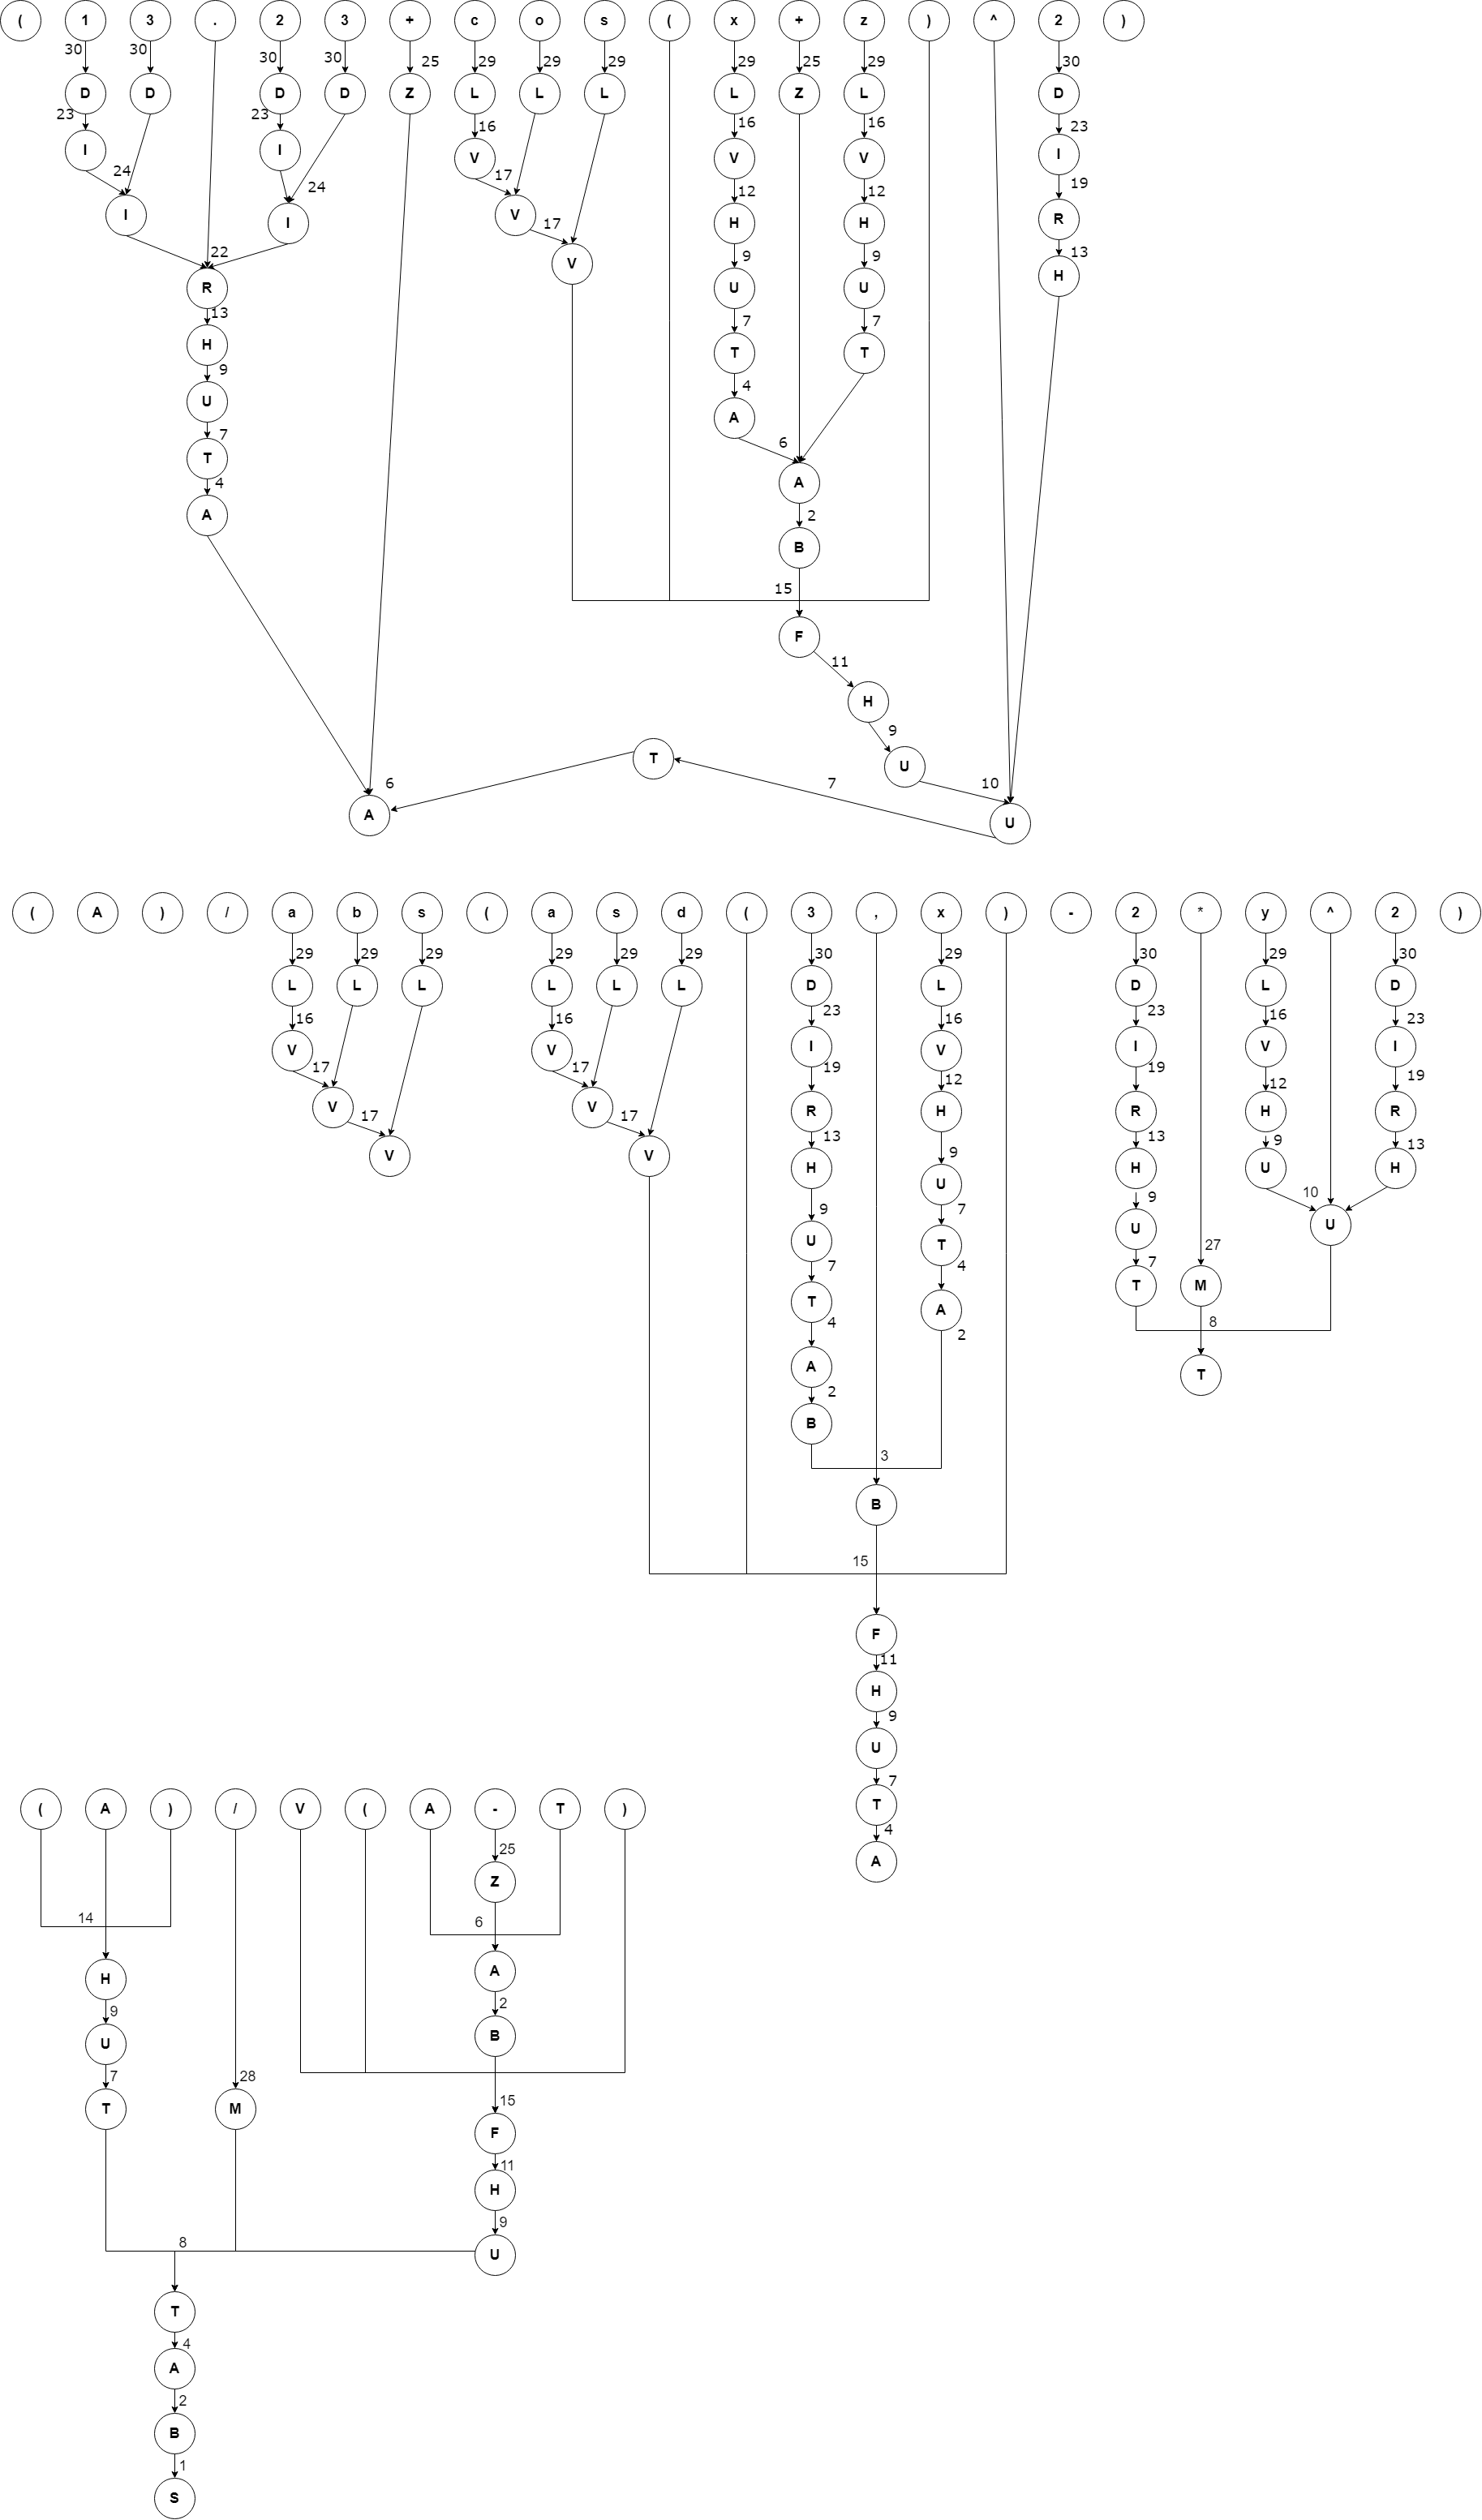 ( 1 3 . 2 3 + c o s ( x + z ) ^ 2 )
30 30 30 30 25 29 29 29 29 25 29 30
D D D D Z L L L L Z L D
23 23 16 16 16 23
I I V V V I
24 24 17 12 12 19
I I V H H R
22 17 9 9 13
R V U U H
13 7 7
H T T
9 4
U A
7 6
T A
4 2
A B
15
F
11
H
9
T U
6 7 10
A U
( A ) / a b s ( a s d ( 3 , x ) - 2 * y ^ 2 )
29 29 29 29 29 29 30 29 30 29 30
L L L L L L D L D L D
16 16 23 16 23 16 23
V V I V I V I
17 17 19 12 19 12 19
V V R H R H R
17 17 13 9 13 9 13
V V H U H U H
9 7 9 10
U T U U
7 4 7 27
T A T M
4 2 8
A T
2
B
3
B
15
F
11
H
9
U
7
T
4
A
( A ) / V ( A - T )
25
Z
14 6
H A
9 2
U B
7 28 15
T M F
11
H
8 9
U
T
4
A
2
B
1
S